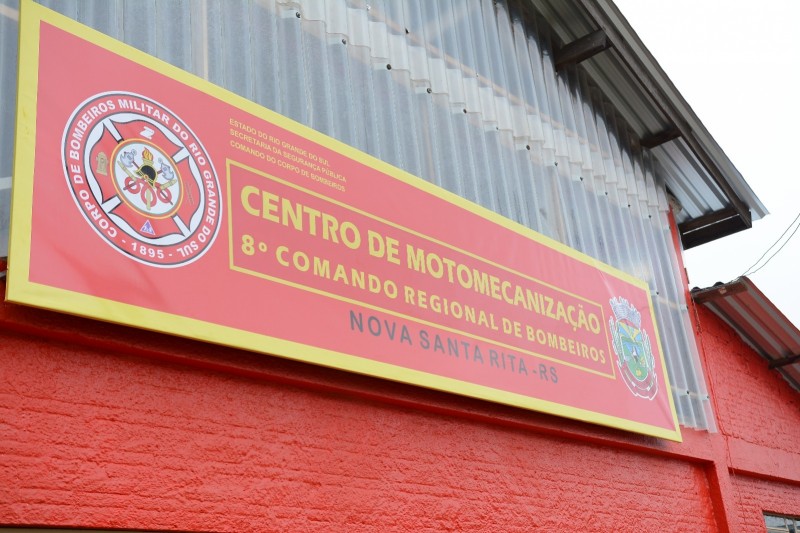 CORPO DE BOMBEIROS MILITAR DO RIO GRANDE DO SUL
- 1895 -
ESTADO DO RIO GRANDE DO SUL
SECRETARIA DA SEGURANÇA PÚBLICA
COMANDO DO CORPO DE BOMBEIROS
CENTRO DE MOTOMECANIZAÇÃO
8º COMANDO REGIONAL DE BOMBEIROS
NOVA SANTA RITA -RS